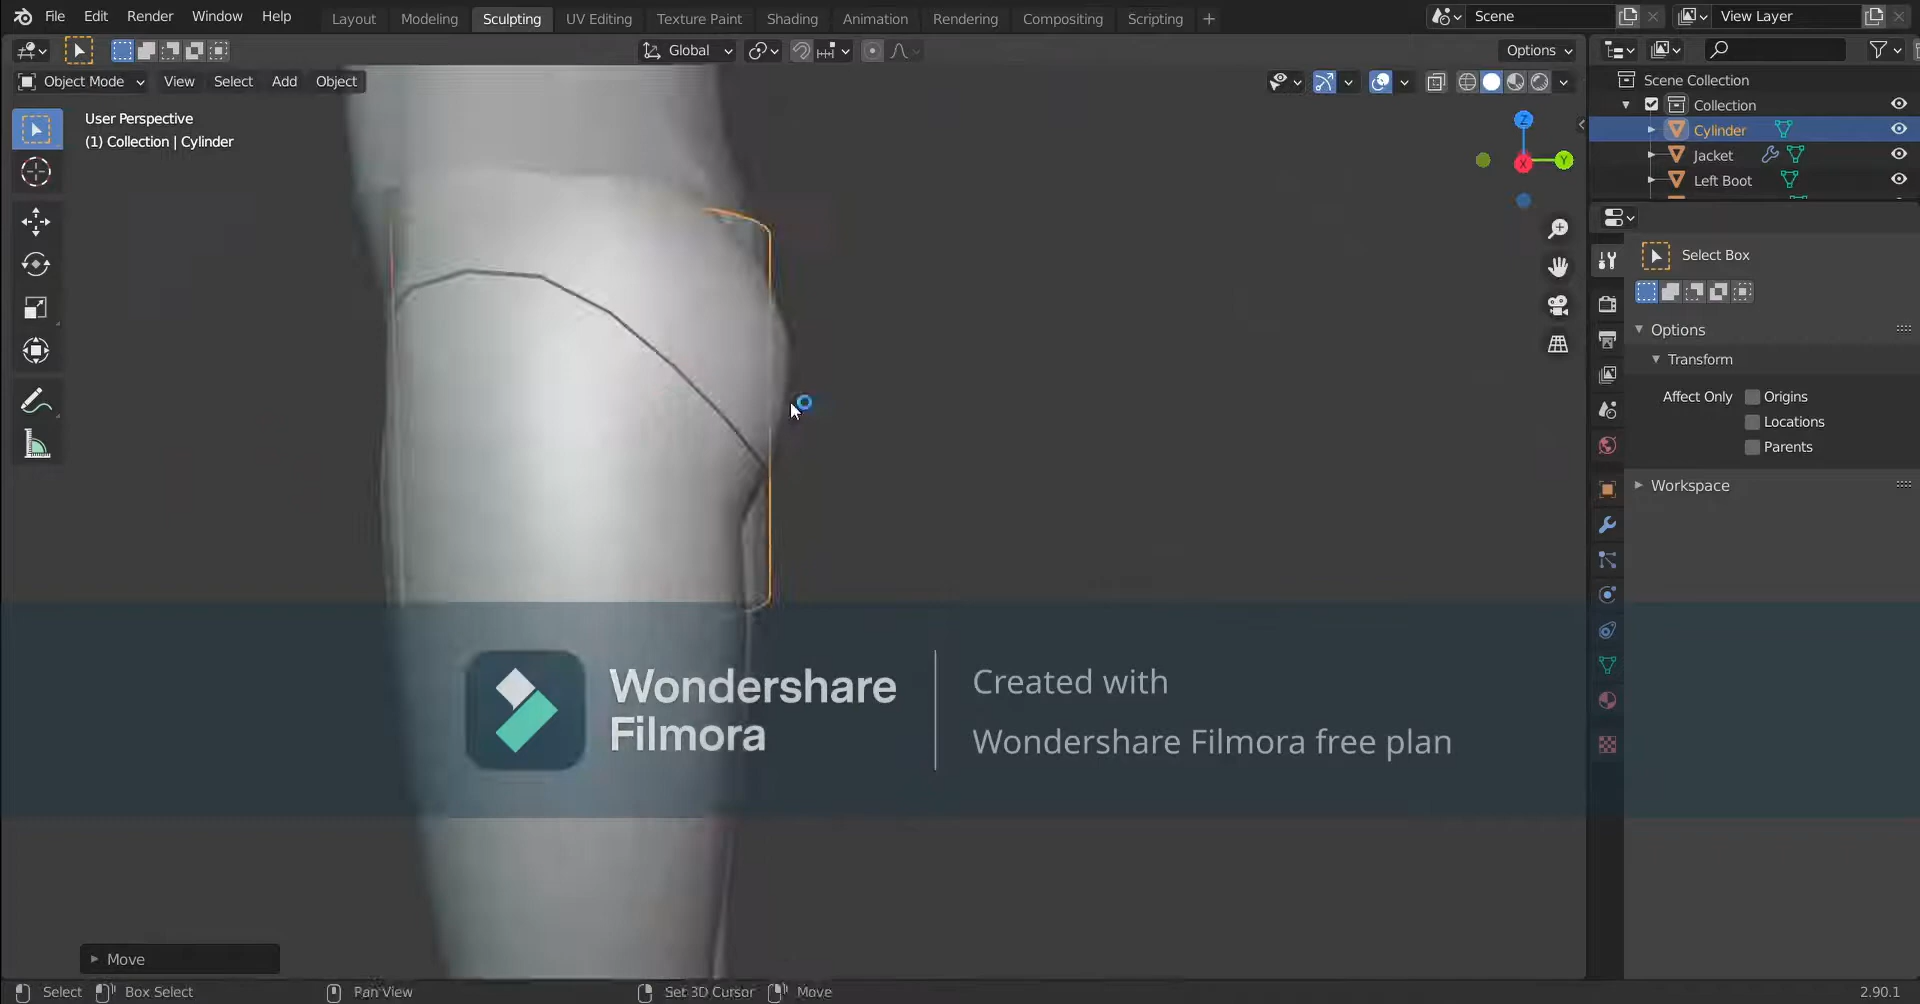 File Edit Render Window Help Layout Modeling Sculpting UV Editing Texture Paint Shading Animation Rendering Compositing Scripting + Scene View Layer
Global Options
Object Mode View Select Add Object
User Perspective
(1) Collection | Cylinder
Z
Y
X
Scene Collection
Collection
Cylinder
Jacket
Left Boot
Select Box
Options
Transform
Affect Only Origins
Locations
Parents
Workspace
Wondershare
Filmora
Created with
Wondershare Filmora free plan
Move
Select Box Select Pan View Set 3D Cursor Move 2.90.1